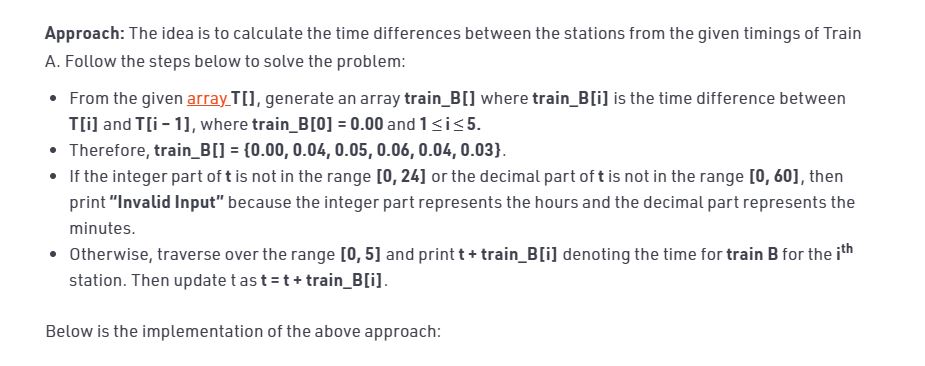 Approach: The idea is to calculate the time differences between the stations from the given timings of Train
A. Follow the steps below to solve the problem:
• From the given array T[], generate an array train_B[] where train_B[i] is the time difference between
T[i] and T[i – 1], where train_B[0] = 0.00 and 1 ≤ i ≤ 5.
• Therefore, train_B[] = {0.00, 0.04, 0.05, 0.06, 0.04, 0.03}.
• If the integer part of t is not in the range [0, 24] or the decimal part of t is not in the range [0, 60], then
print “Invalid Input” because the integer part represents the hours and the decimal part represents the
minutes.
• Otherwise, traverse over the range [0, 5] and print t + train_B[i] denoting the time for train B for the ith
station. Then update t as t = t + train_B[i].
Below is the implementation of the above approach: